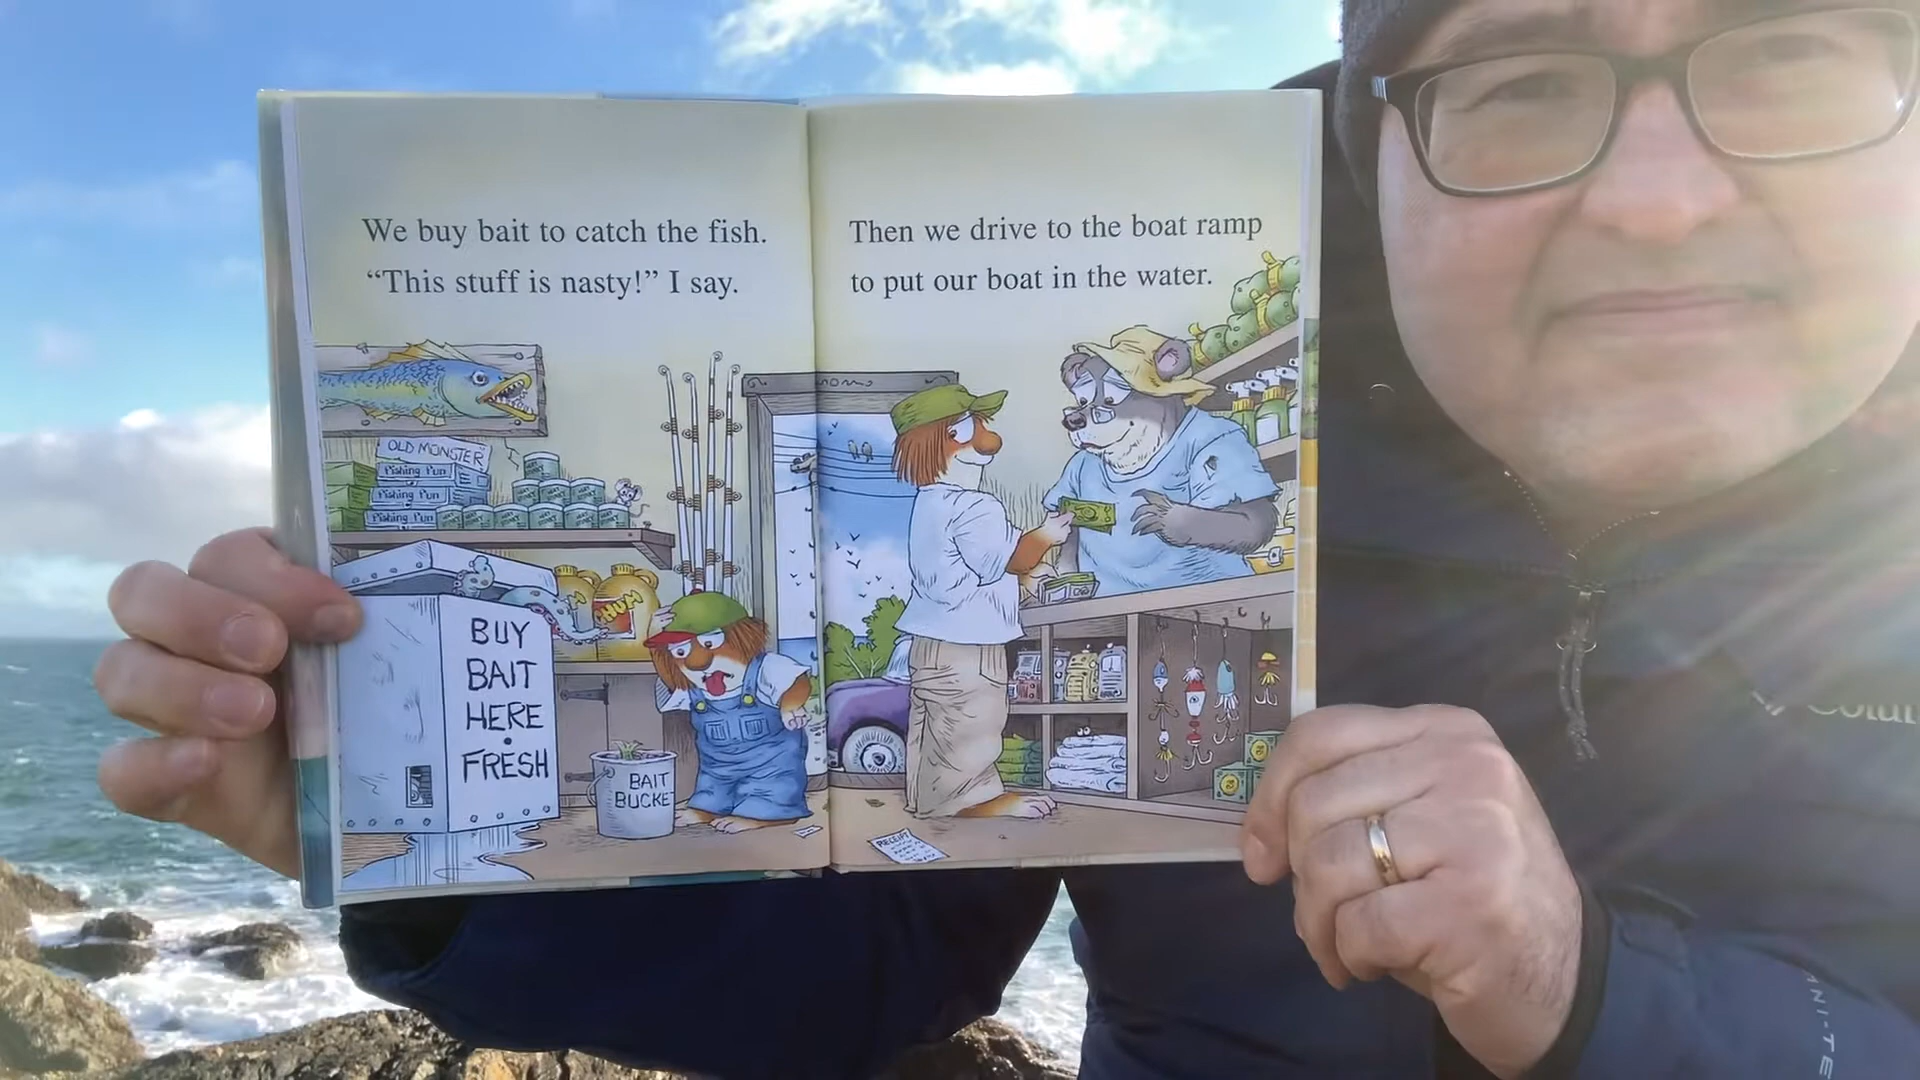 We buy bait to catch the fish.
“This stuff is nasty!” I say.
Then we drive to the boat ramp
to put our boat in the water.
OLD MONSTER
Fishing Fun
Fishing Fun
Fishing Fun
BUY
BAIT
HERE
FRESH
BAIT
BUCKET
RECEIPT